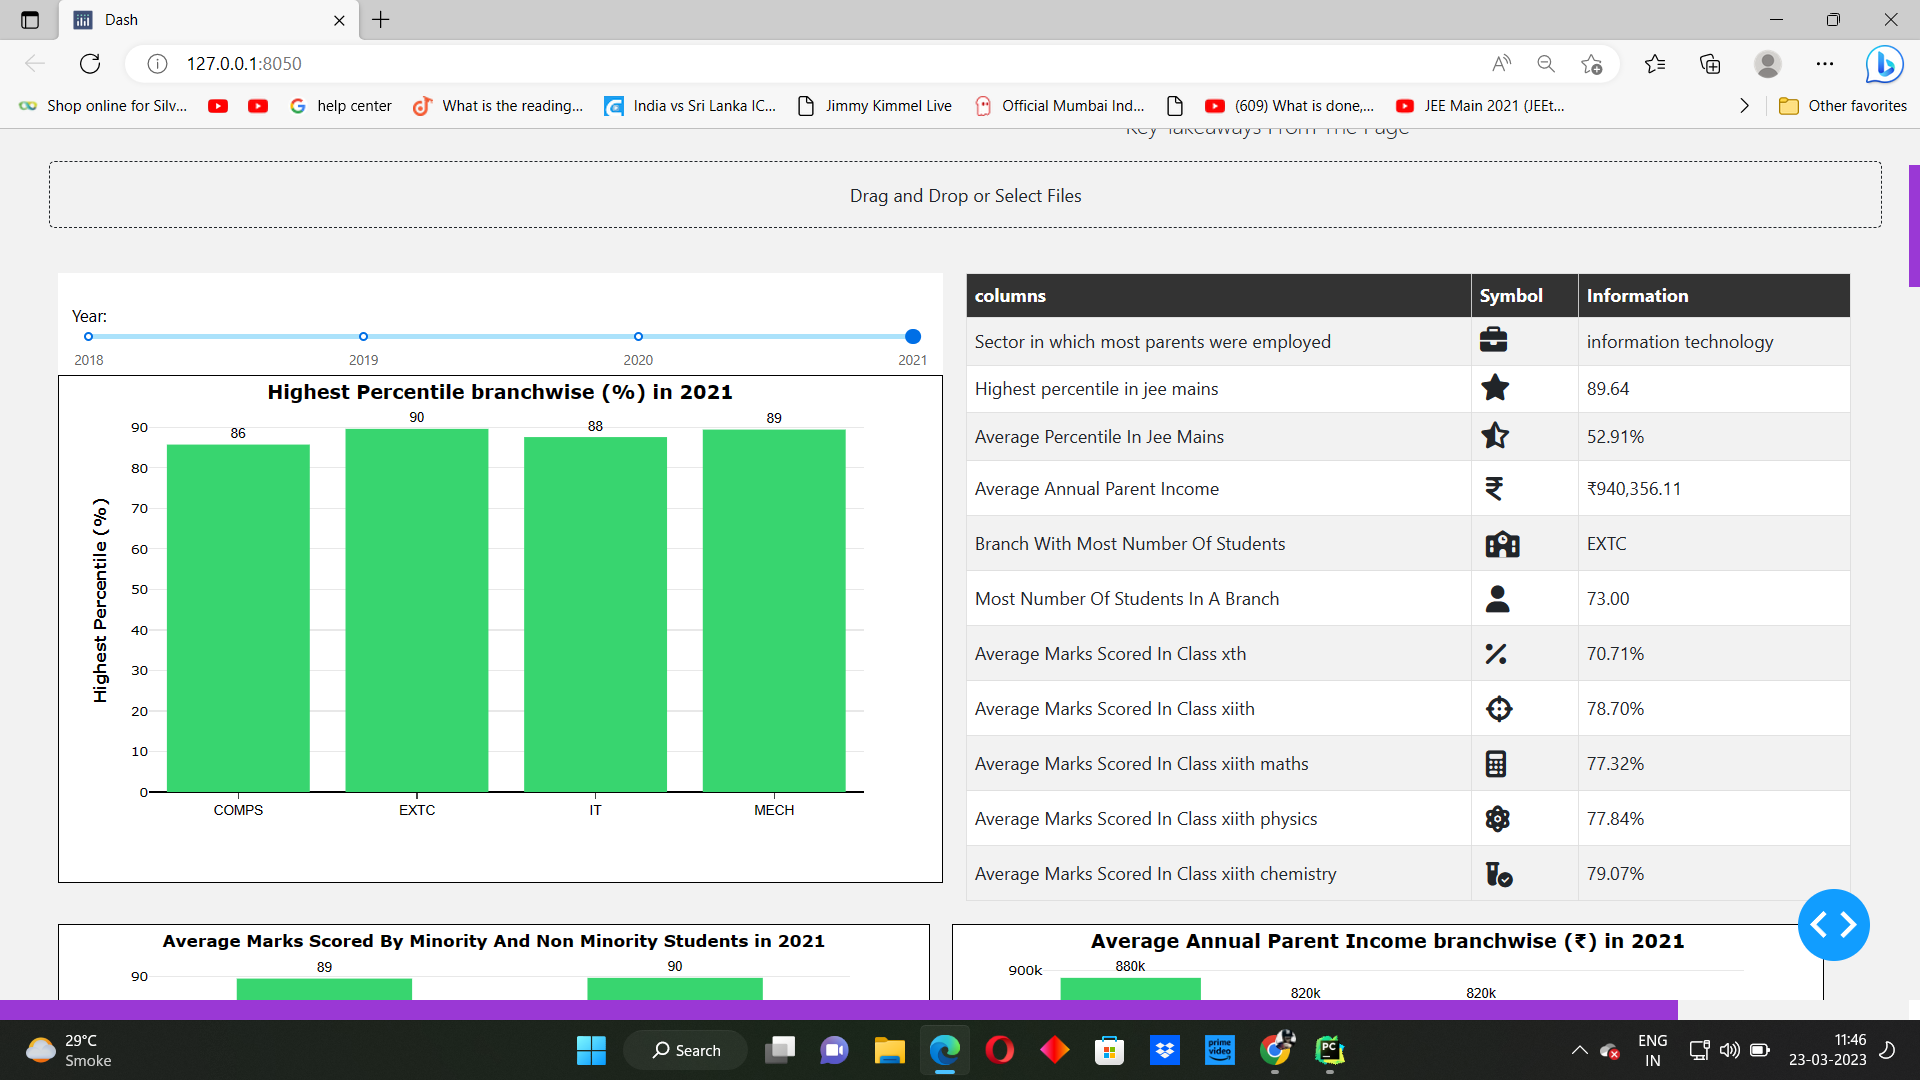 Dash
127.0.0.1:8050
Shop online for Silv... help center What is the reading... India vs Sri Lanka IC... Jimmy Kimmel Live Official Mumbai Ind... (609) What is done,... JEE Main 2021 (JEEt... Other favorites
Key Takeaways From The Page
Drag and Drop or Select Files
Year:
2018 2019 2020 2021
Highest Percentile branchwise (%) in 2021
Highest Percentile (%)
90
80
70
60
50
40
30
20
10
0
86 90 88 89
COMPS EXTC IT MECH
columns Symbol Information
Sector in which most parents were employed information technology
Highest percentile in jee mains 89.64
Average Percentile In Jee Mains 52.91%
Average Annual Parent Income ₹940,356.11
Branch With Most Number Of Students EXTC
Most Number Of Students In A Branch 73.00
Average Marks Scored In Class xth 70.71%
Average Marks Scored In Class xiith 78.70%
Average Marks Scored In Class xiith maths 77.32%
Average Marks Scored In Class xiith physics 77.84%
Average Marks Scored In Class xiith chemistry 79.07%
Average Marks Scored By Minority And Non Minority Students in 2021
90
89 90
Average Annual Parent Income branchwise (₹) in 2021
900k
880k
820k 820k
29°C
Smoke
Search
prime video
PC
ENG
IN
11:46
23-03-2023